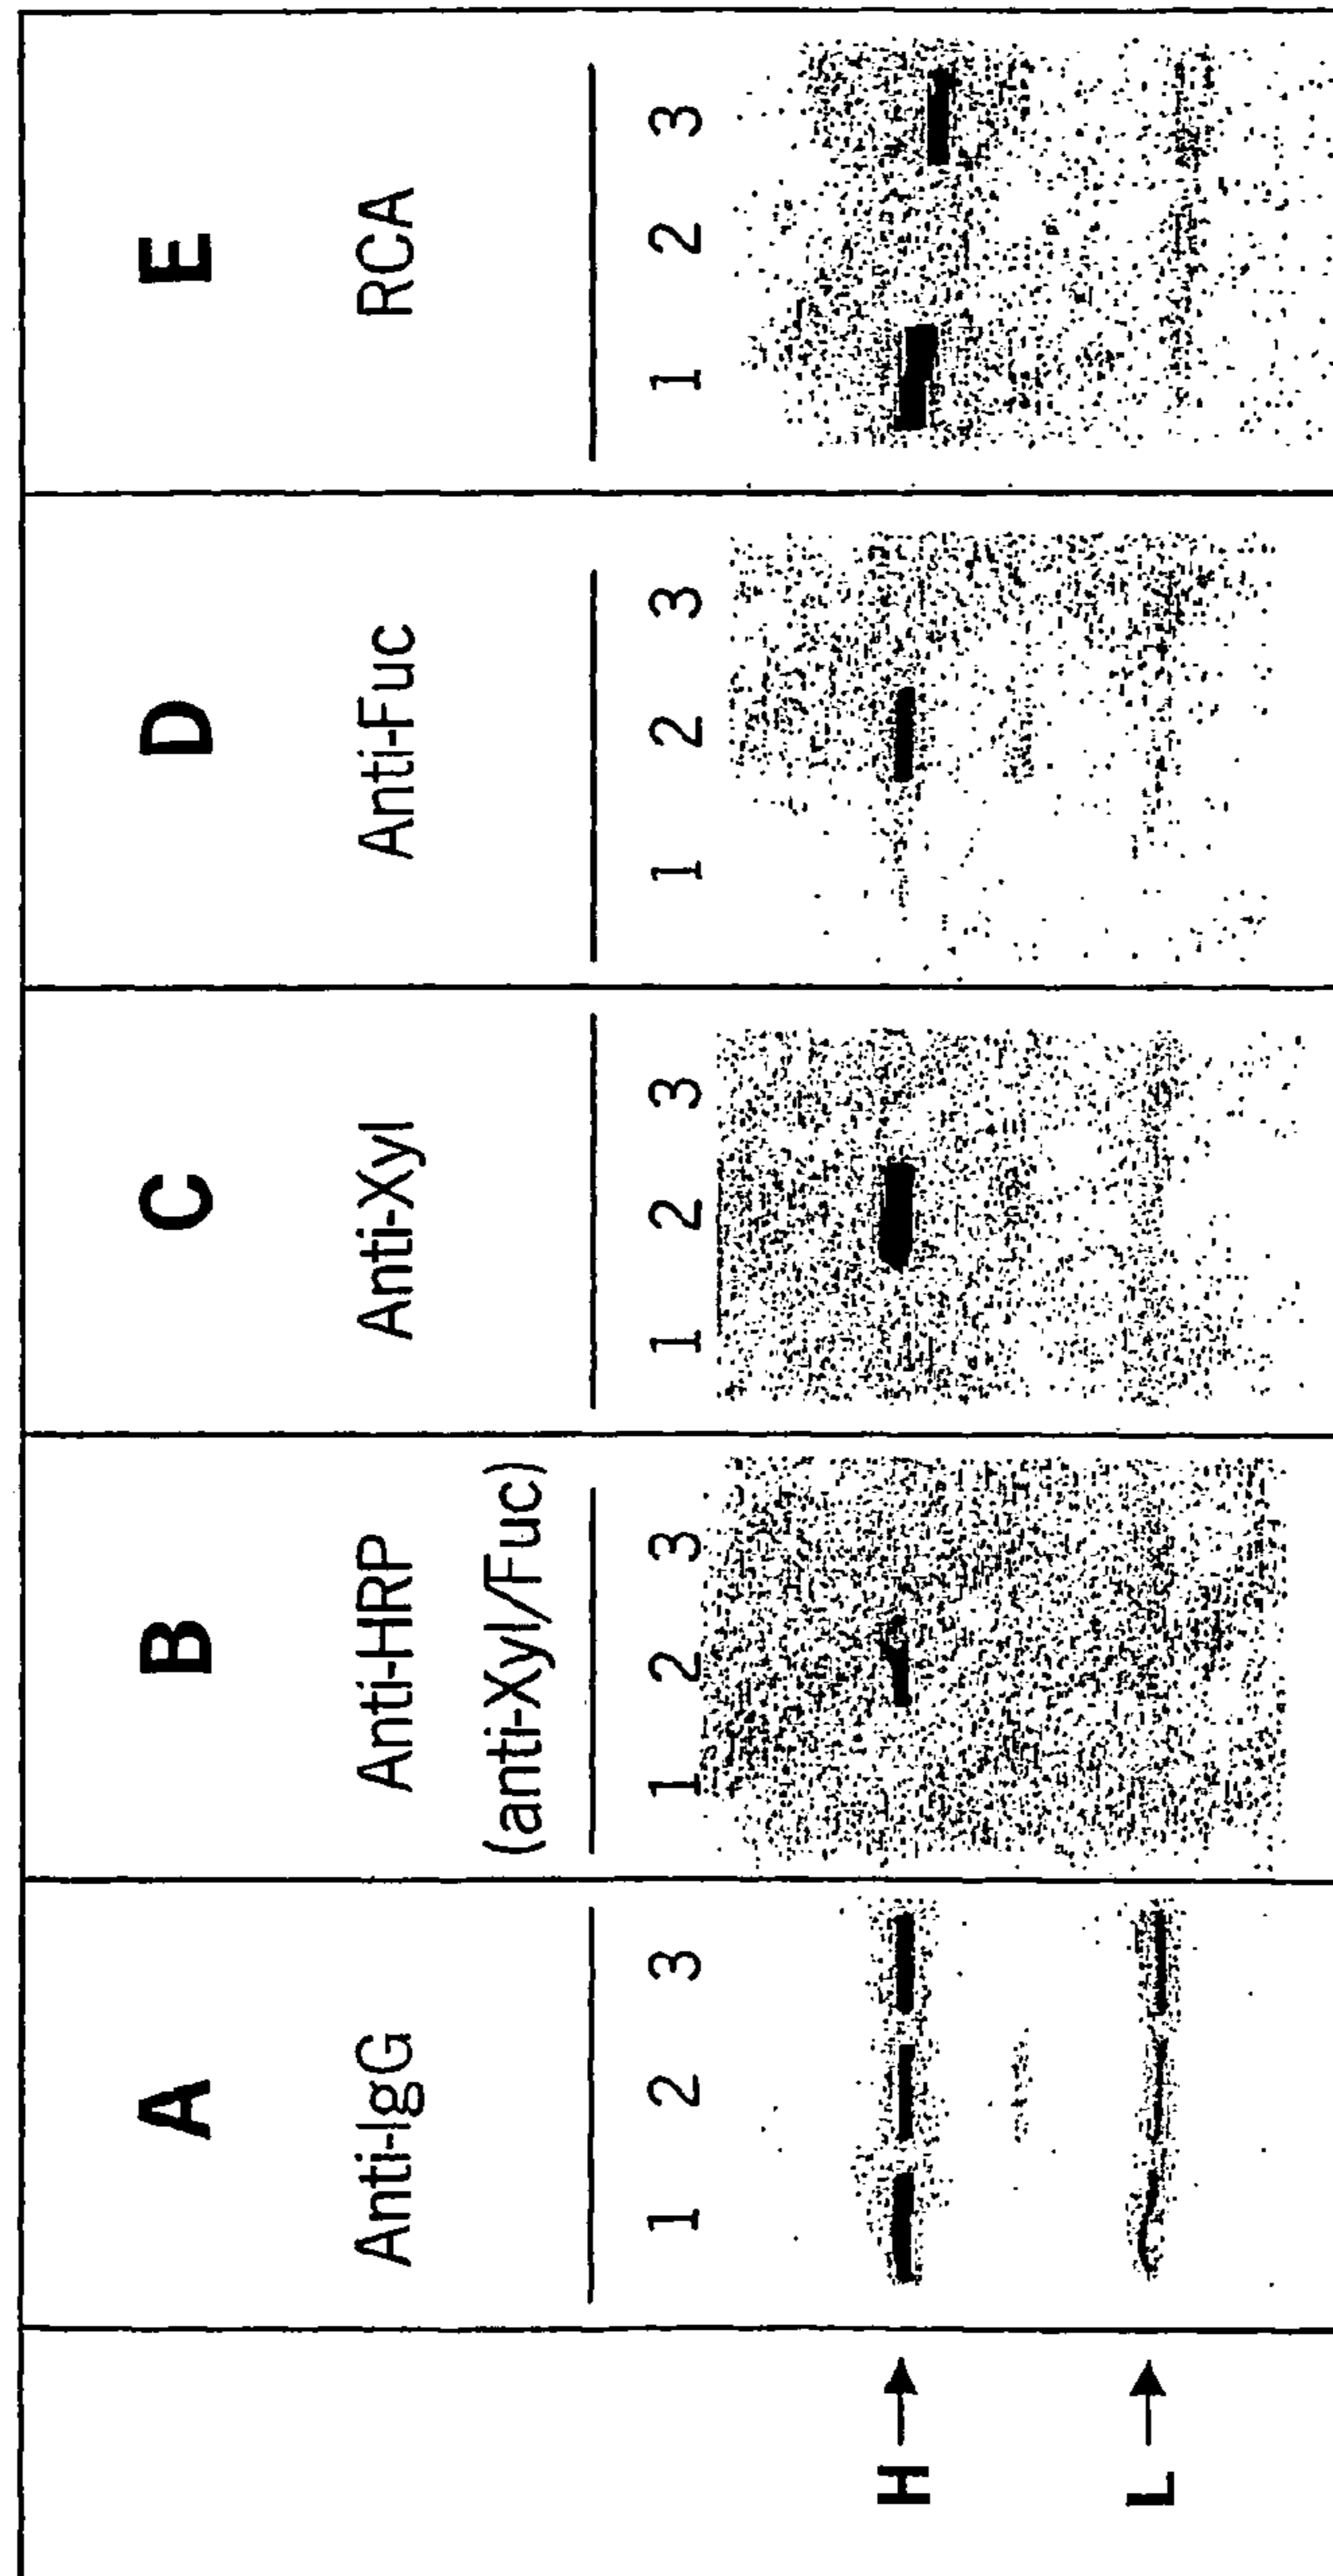 A B C D E
Anti-IgG Anti-HRP Anti-Xyl Anti-Fuc RCA
(anti-Xyl/Fuc)
1 2 3 1 2 3 1 2 3 1 2 3 1 2 3
H
L